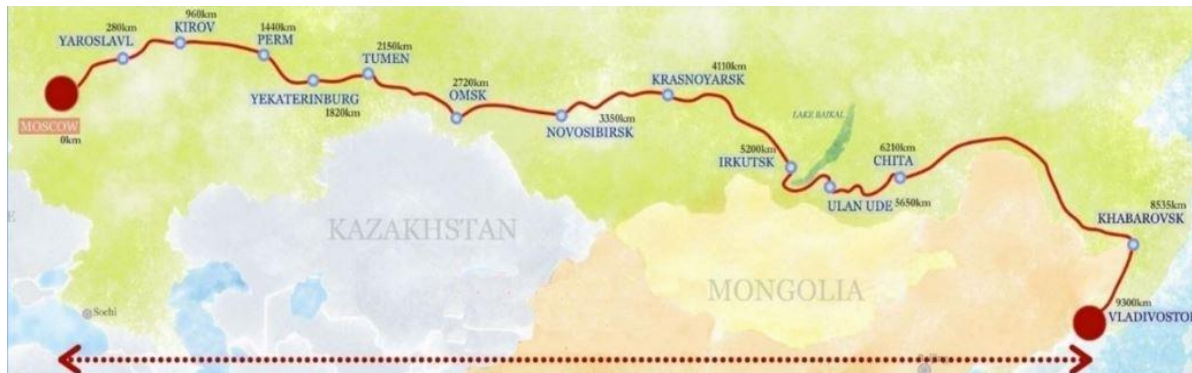 280km
YAROSLAVL
960km
KIROV
1440km
PERM
2150km
TUMEN
YEKATERINBURG
1820km
2720km
OMSK
3350km
NOVOSIBIRSK
4110km
KRASNOYARSK
LAKE BAIKAL
5200km
IRKUTSK
6210km
CHITA
ULAN UDE
5650km
8535km
KHABAROVSK
9300km
VLADIVOSTOK
MOSCOW
0km
KAZAKHSTAN
MONGOLIA
Sochi